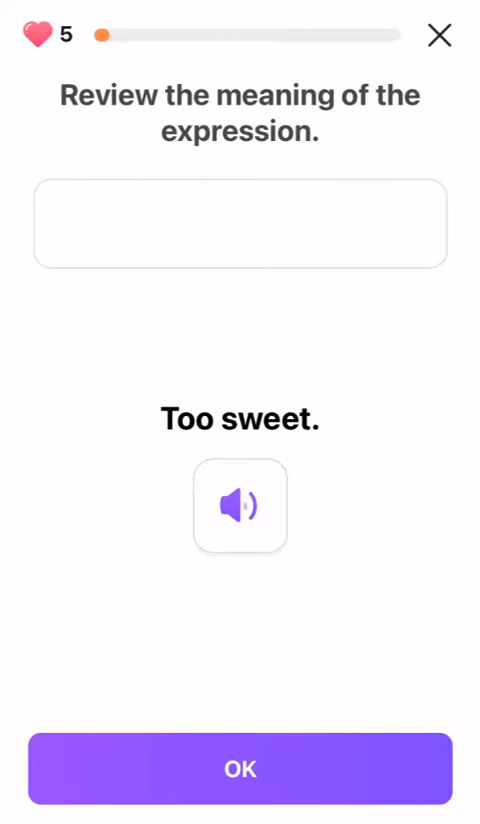 5
Review the meaning of the
expression.
Too sweet.
OK